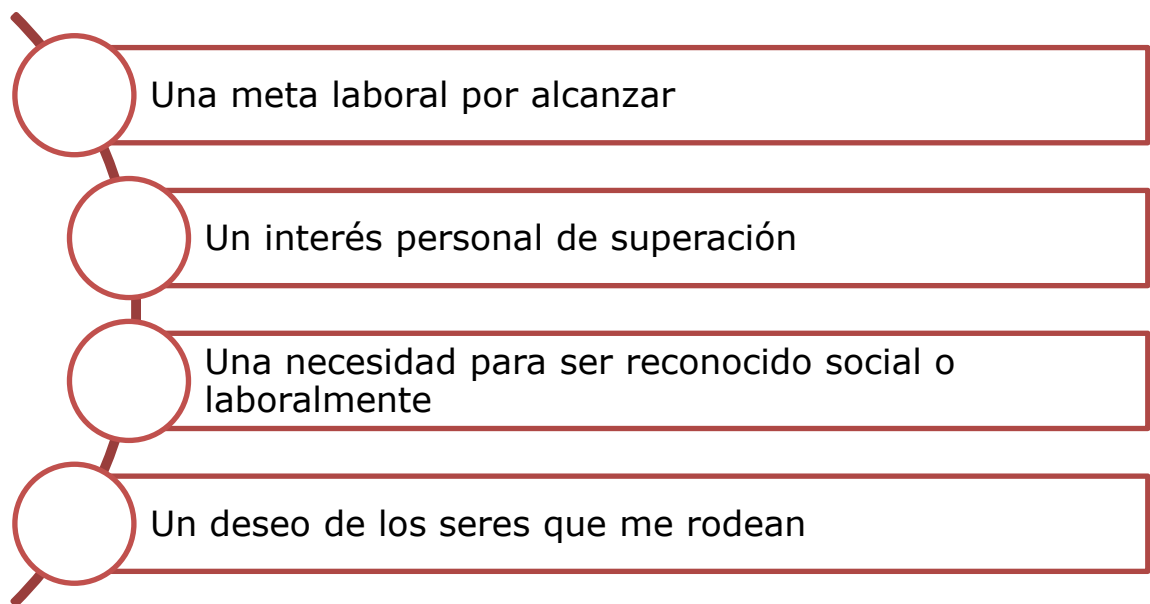 Una meta laboral por alcanzar
Un interés personal de superación
Una necesidad para ser reconocido social o
laboralmente
Un deseo de los seres que me rodean